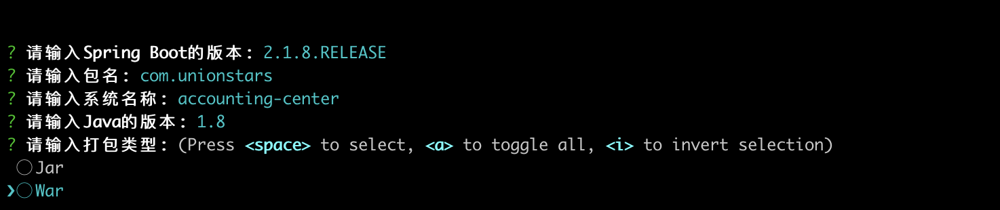 ? 请输入Spring Boot的版本: 2.1.8.RELEASE
? 请输入包名: com.unionstars
? 请输入系统名称: accounting-center
? 请输入Java的版本: 1.8
? 请输入打包类型: (Press <space> to select, <a> to toggle all, <i> to invert selection)
◯ Jar
❯◯ War